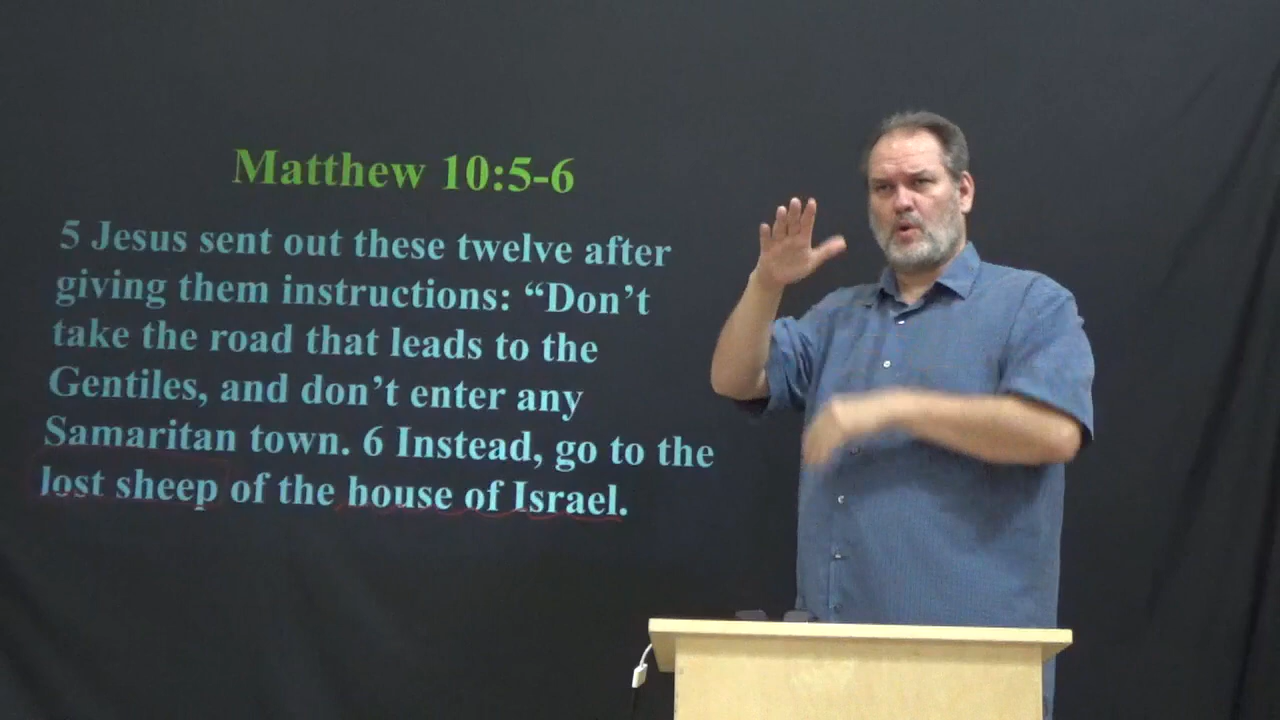 Matthew 10:5-6
5 Jesus sent out these twelve after
giving them instructions: “Don’t
take the road that leads to the
Gentiles, and don’t enter any
Samaritan town. 6 Instead, go to the
lost sheep of the house of Israel.